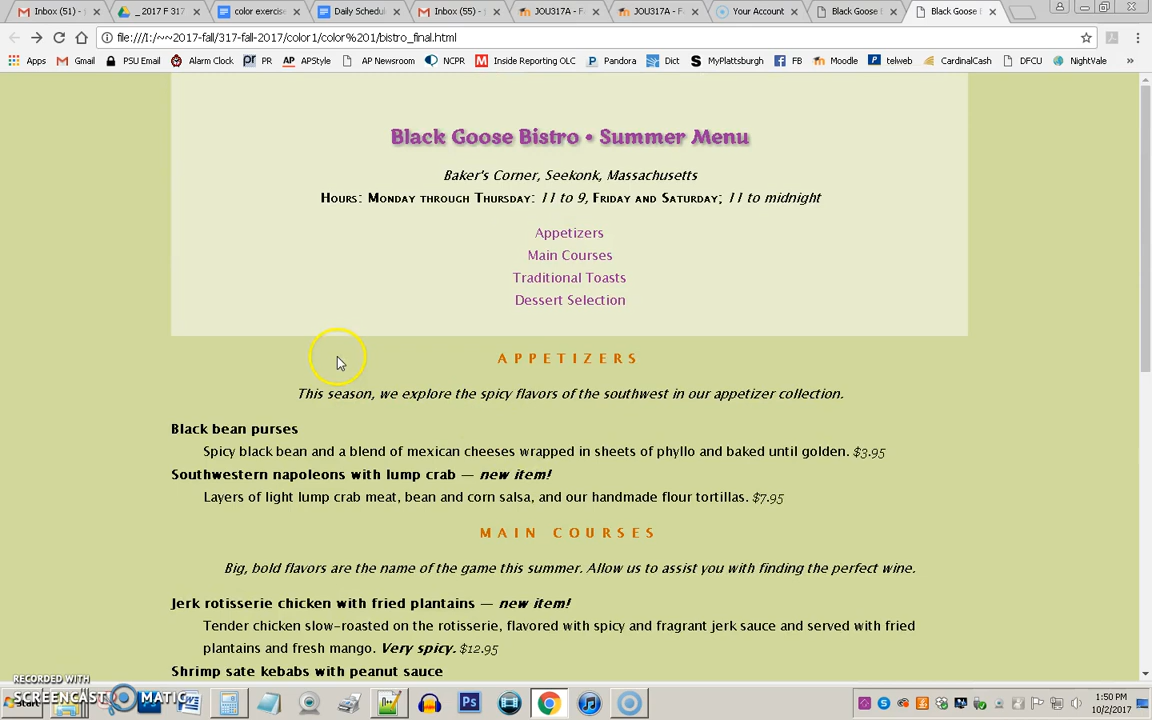 Inbox (51) - _ 2017 F 317 color exercise Daily Schedul Inbox (55) - JOU317A - F JOU317A - F Your Account Black Goose Black Goose B
file:///I:/~~2017-fall/317-fall-2017/color1/color%201/bistro_final.html
Apps Gmail PSU Email Alarm Clock PR APStyle AP Newsroom NCPR Inside Reporting OLC Pandora Dict MyPlattsburgh FB Moodle telweb CardinalCash DFCU NightVale »
Black Goose Bistro • Summer Menu
Baker's Corner, Seekonk, Massachusetts
Hours: Monday through Thursday: 11 to 9, Friday and Saturday; 11 to midnight
Appetizers
Main Courses
Traditional Toasts
Dessert Selection
APPETIZERS
This season, we explore the spicy flavors of the southwest in our appetizer collection.
Black bean purses
Spicy black bean and a blend of mexican cheeses wrapped in sheets of phyllo and baked until golden. $3.95
Southwestern napoleons with lump crab — new item!
Layers of light lump crab meat, bean and corn salsa, and our handmade flour tortillas. $7.95
MAIN COURSES
Big, bold flavors are the name of the game this summer. Allow us to assist you with finding the perfect wine.
Jerk rotisserie chicken with fried plantains — new item!
Tender chicken slow-roasted on the rotisserie, flavored with spicy and fragrant jerk sauce and served with fried
plantains and fresh mango. Very spicy. $12.95
Shrimp sate kebabs with peanut sauce
RECORDED WITH
SCREENCAST MATIC
Start
1:50 PM
10/2/2017